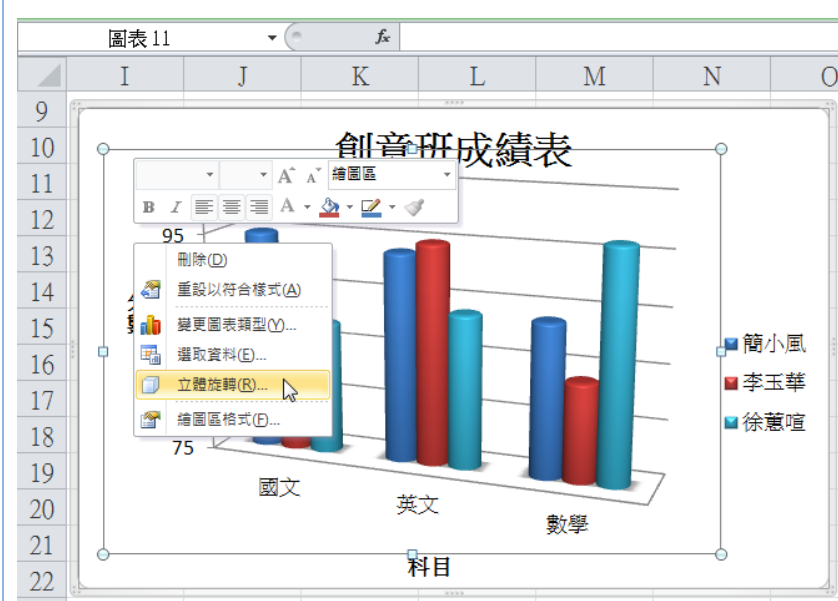 圖表 11
fx
I J K L M N O
9
10
11
12
13
14
15
16
17
18
19
20
21
22
創意班成績表
A A 繪圖區
B I A
95
刪除(D)
重設以符合樣式(A)
變更圖表類型(Y)...
選取資料(E)...
立體旋轉(R)...
繪圖區格式(F)...
75
國文
英文
數學
科目
簡小風
李玉華
徐蕙喧